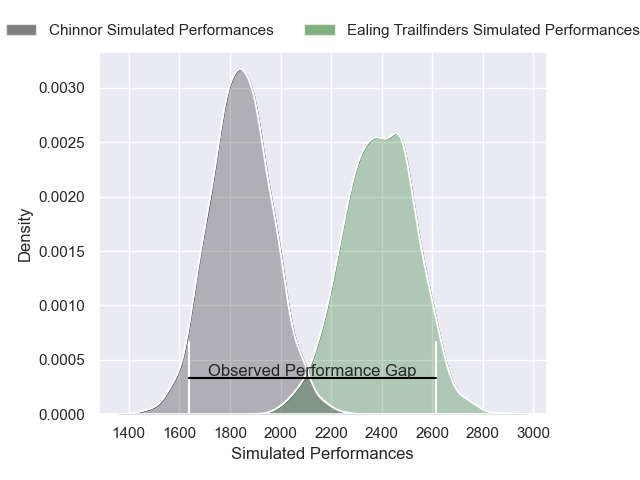 Chinnor Simulated Performances
Ealing Trailfinders Simulated Performances
0.0030
0.0025
0.0020
0.0015
0.0010
0.0005
0.0000
Density
Observed Performance Gap
1400 1600 1800 2000 2200 2400 2600 2800 3000
Simulated Performances